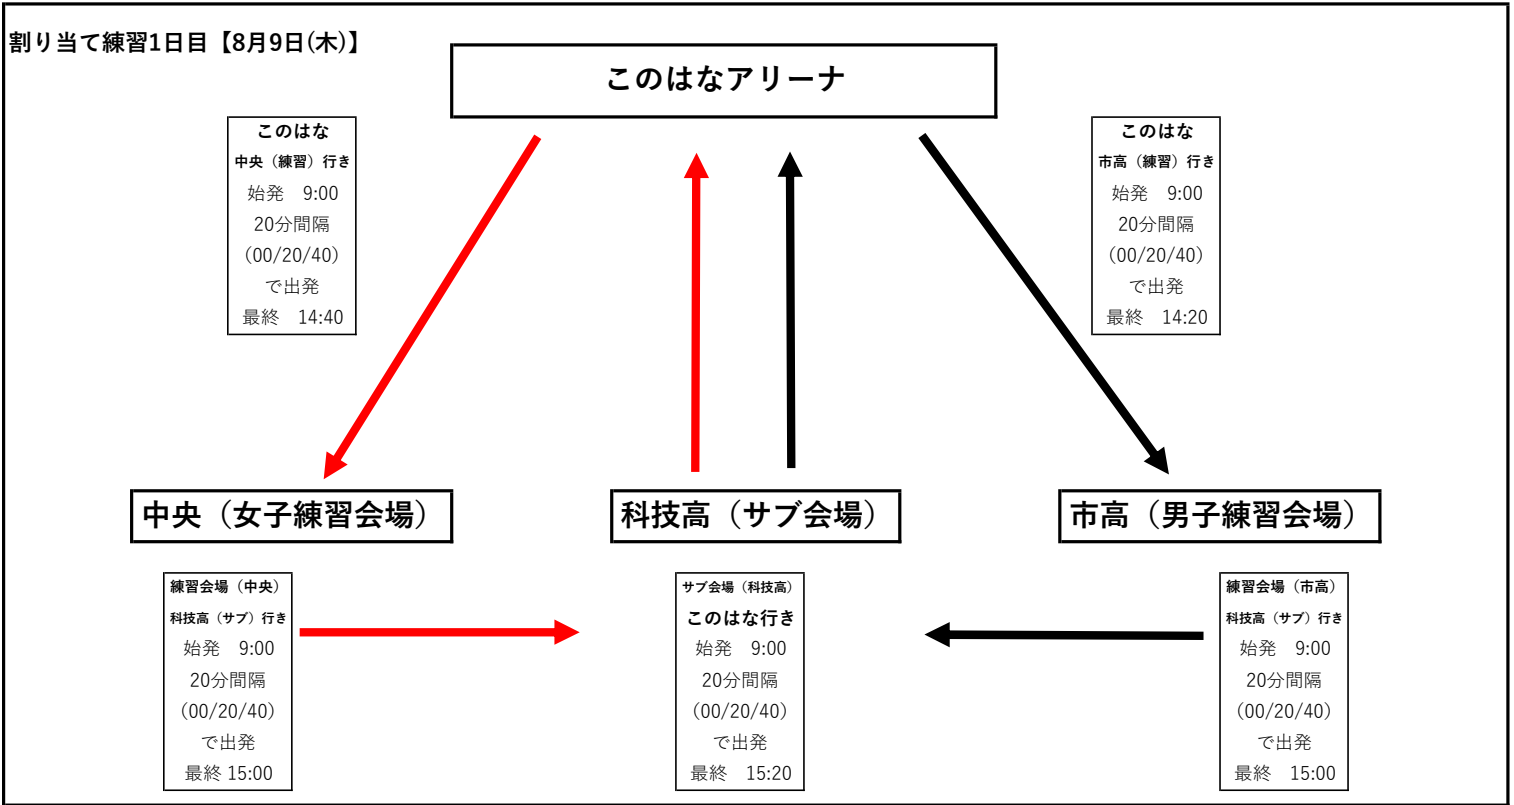 割り当て練習1日目【8月9日(木)】
このはなアリーナ
このはな
中央（練習）行き
始発　9:00
20分間隔
（00/20/40）
で出発
最終　14:40
このはな
市高（練習）行き
始発　9:00
20分間隔
（00/20/40）
で出発
最終　14:20
中央（女子練習会場）
科技高（サブ会場）
市高（男子練習会場）
練習会場（中央）
科技高（サブ）行き
始発　9:00
20分間隔
（00/20/40）
で出発
最終 15:00
サブ会場（科技高）
このはな行き
始発　9:00
20分間隔
（00/20/40）
で出発
最終　15:20
練習会場（市高）
科技高（サブ）行き
始発　9:00
20分間隔
（00/20/40）
で出発
最終　15:00